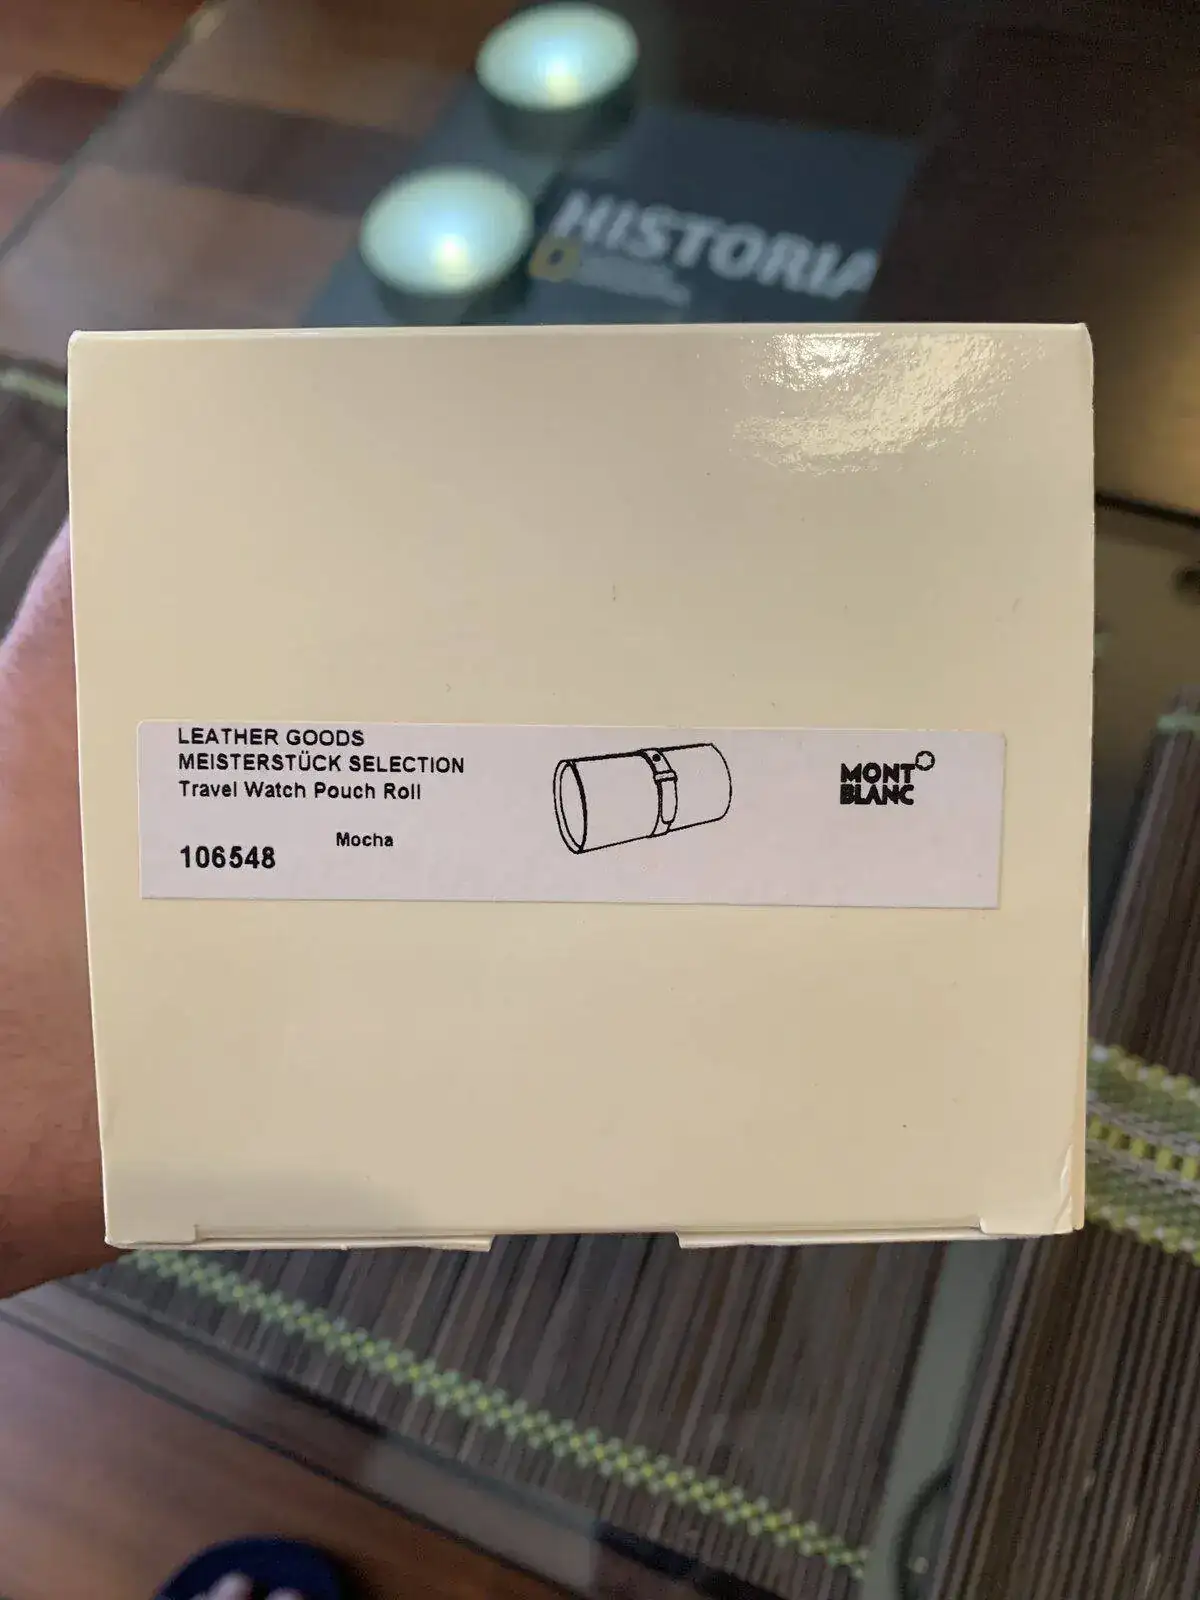 HISTORIA
LEATHER GOODS
MEISTERSTÜCK SELECTION
Travel Watch Pouch Roll
Mocha
106548
MONT
BLANC